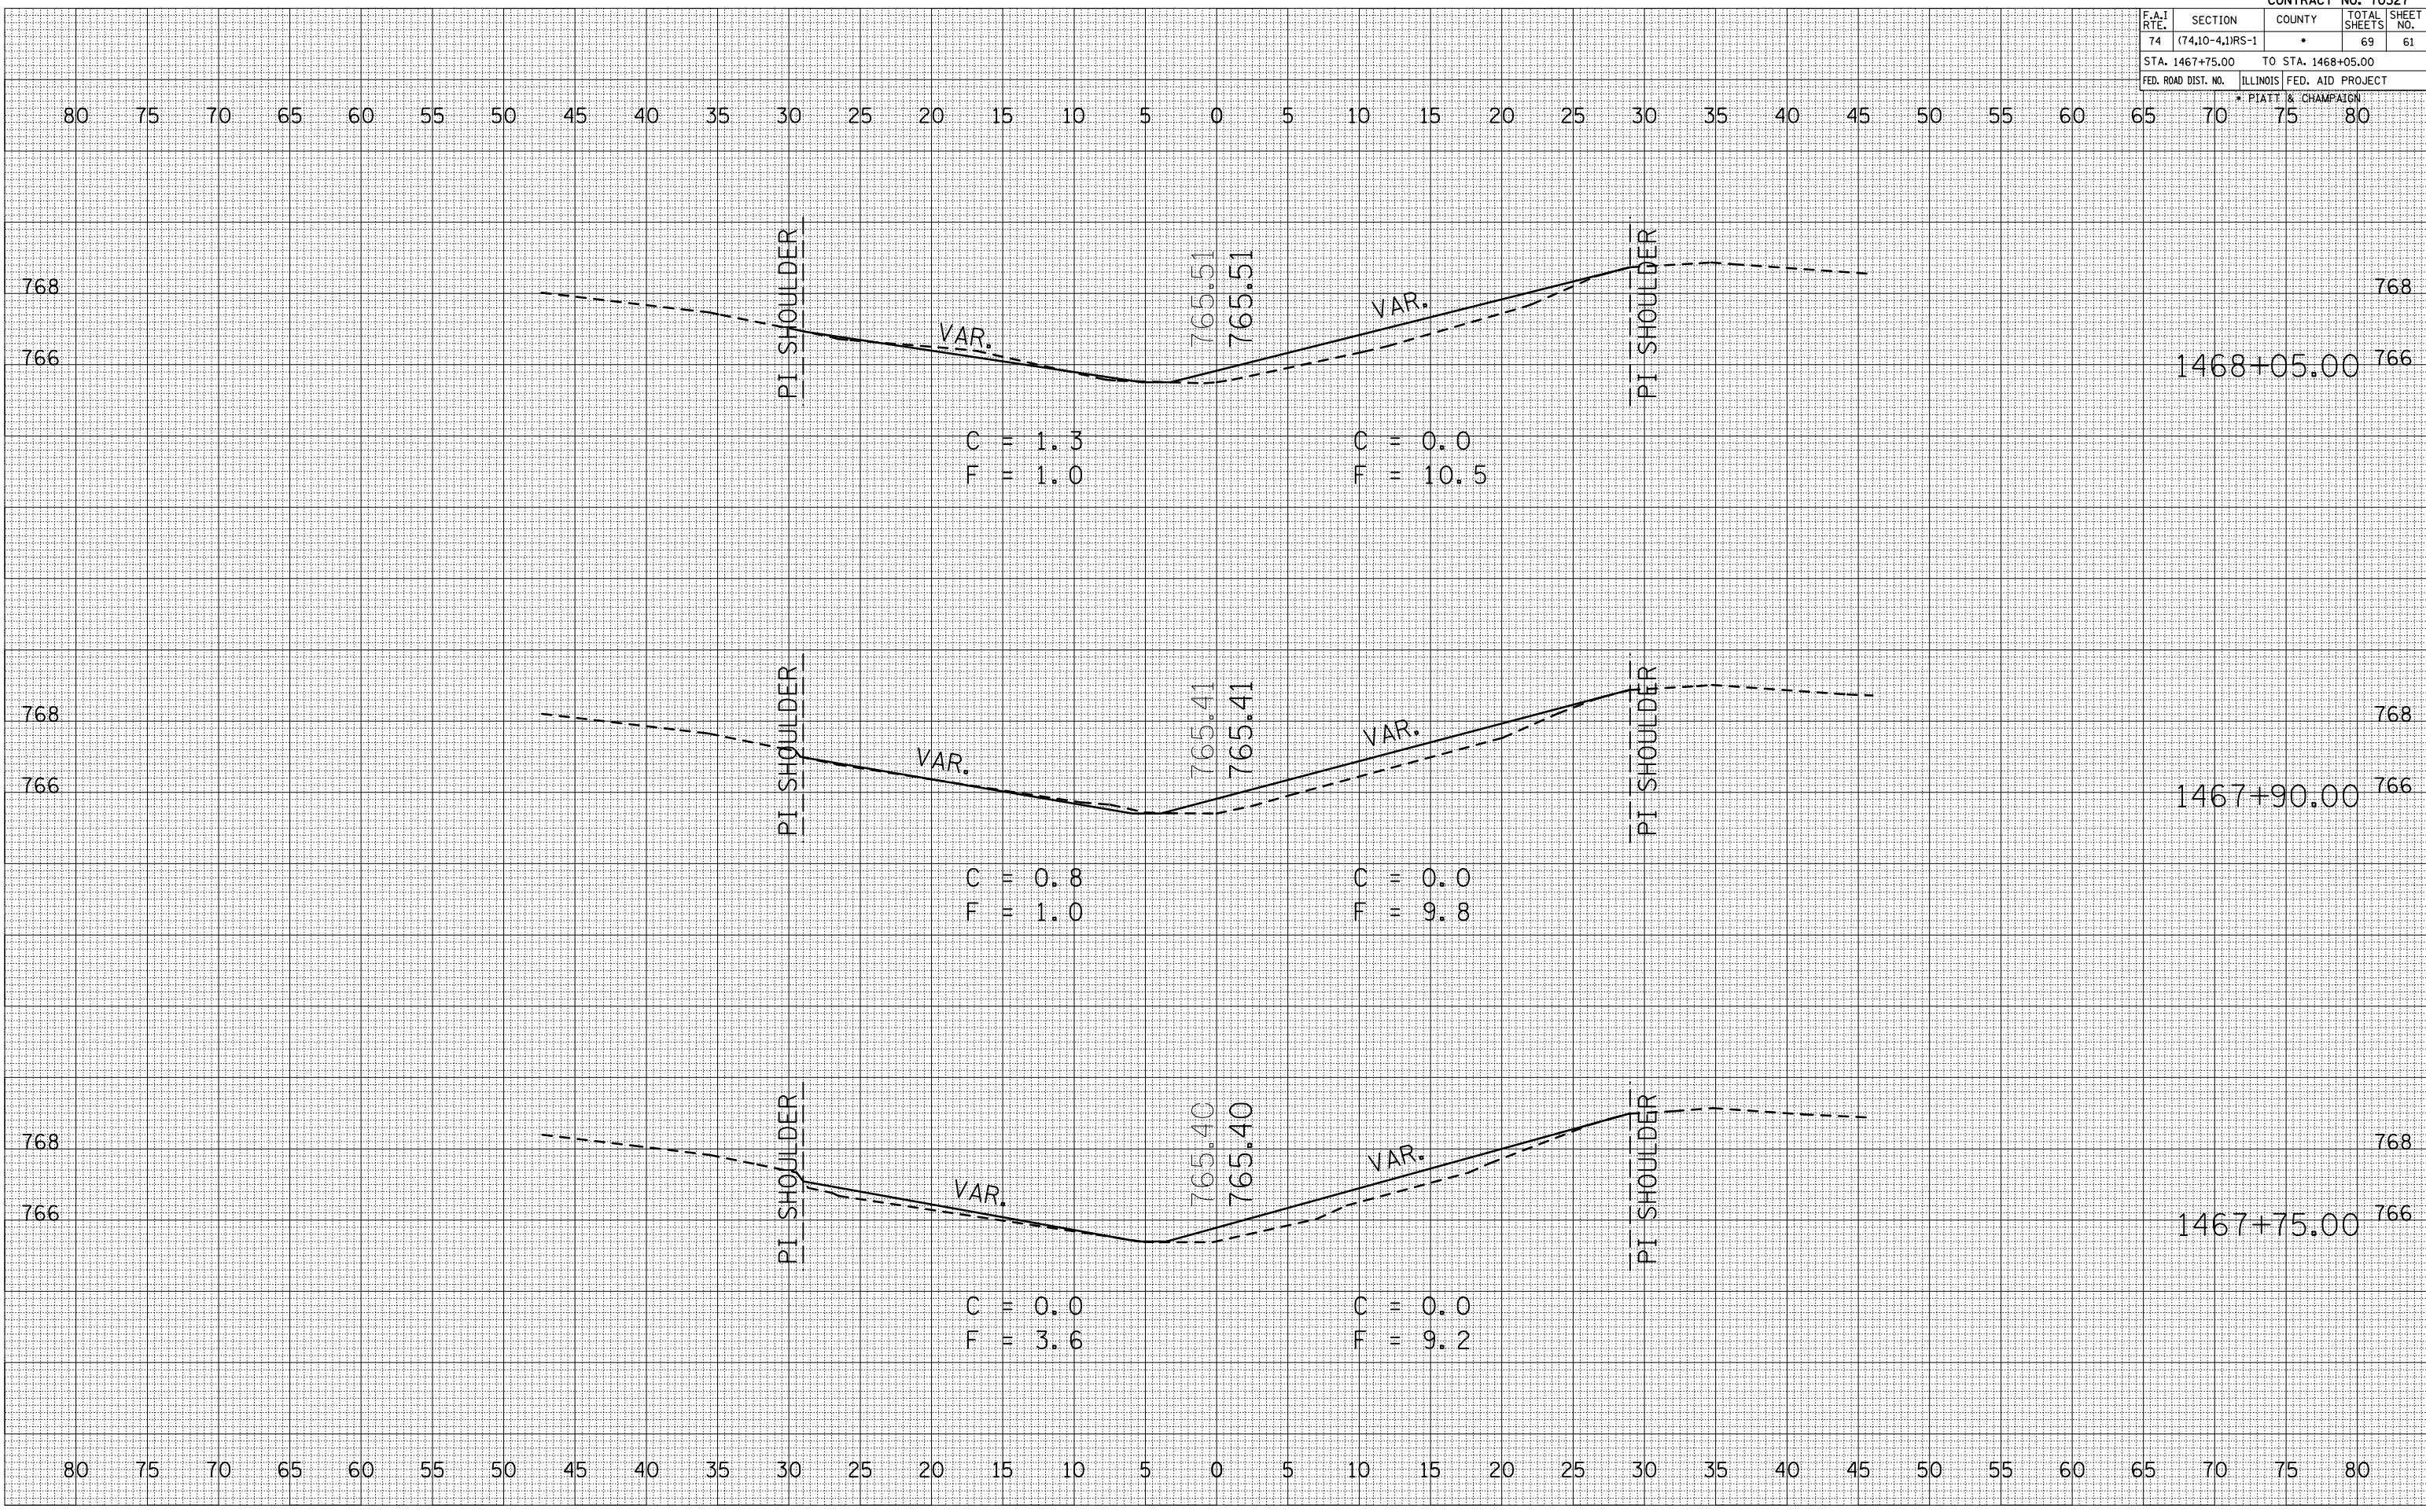 CONTRACT NO. 70527
F.A.I RTE. SECTION COUNTY TOTAL SHEETS SHEET NO.
74 (74,10-4,1)RS-1 * 69 61
STA. 1467+75.00 TO STA. 1468+05.00
FED. ROAD DIST. NO. ILLINOIS FED. AID PROJECT
* PIATT & CHAMPAIGN
80 75 70 65 60 55 50 45 40 35 30 25 20 15 10 5 0 5 10 15 20 25 30 35 40 45 50 55 60 65 70 75 80
PI SHOULDER
765.51
765.51
PI SHOULDER
768 768
VAR.
VAR.
766 1468+05.00 766
C = 1.3 C = 0.0
F = 1.0 F = 10.5
PI SHOULDER
765.41
765.41
PI SHOULDER
768 768
VAR.
VAR.
766 1467+90.00 766
C = 0.8 C = 0.0
F = 1.0 F = 9.8
PI SHOULDER
765.40
765.40
PI SHOULDER
768 768
VAR.
VAR.
766 1467+75.00 766
C = 0.0 C = 0.0
F = 3.6 F = 9.2
80 75 70 65 60 55 50 45 40 35 30 25 20 15 10 5 0 5 10 15 20 25 30 35 40 45 50 55 60 65 70 75 80